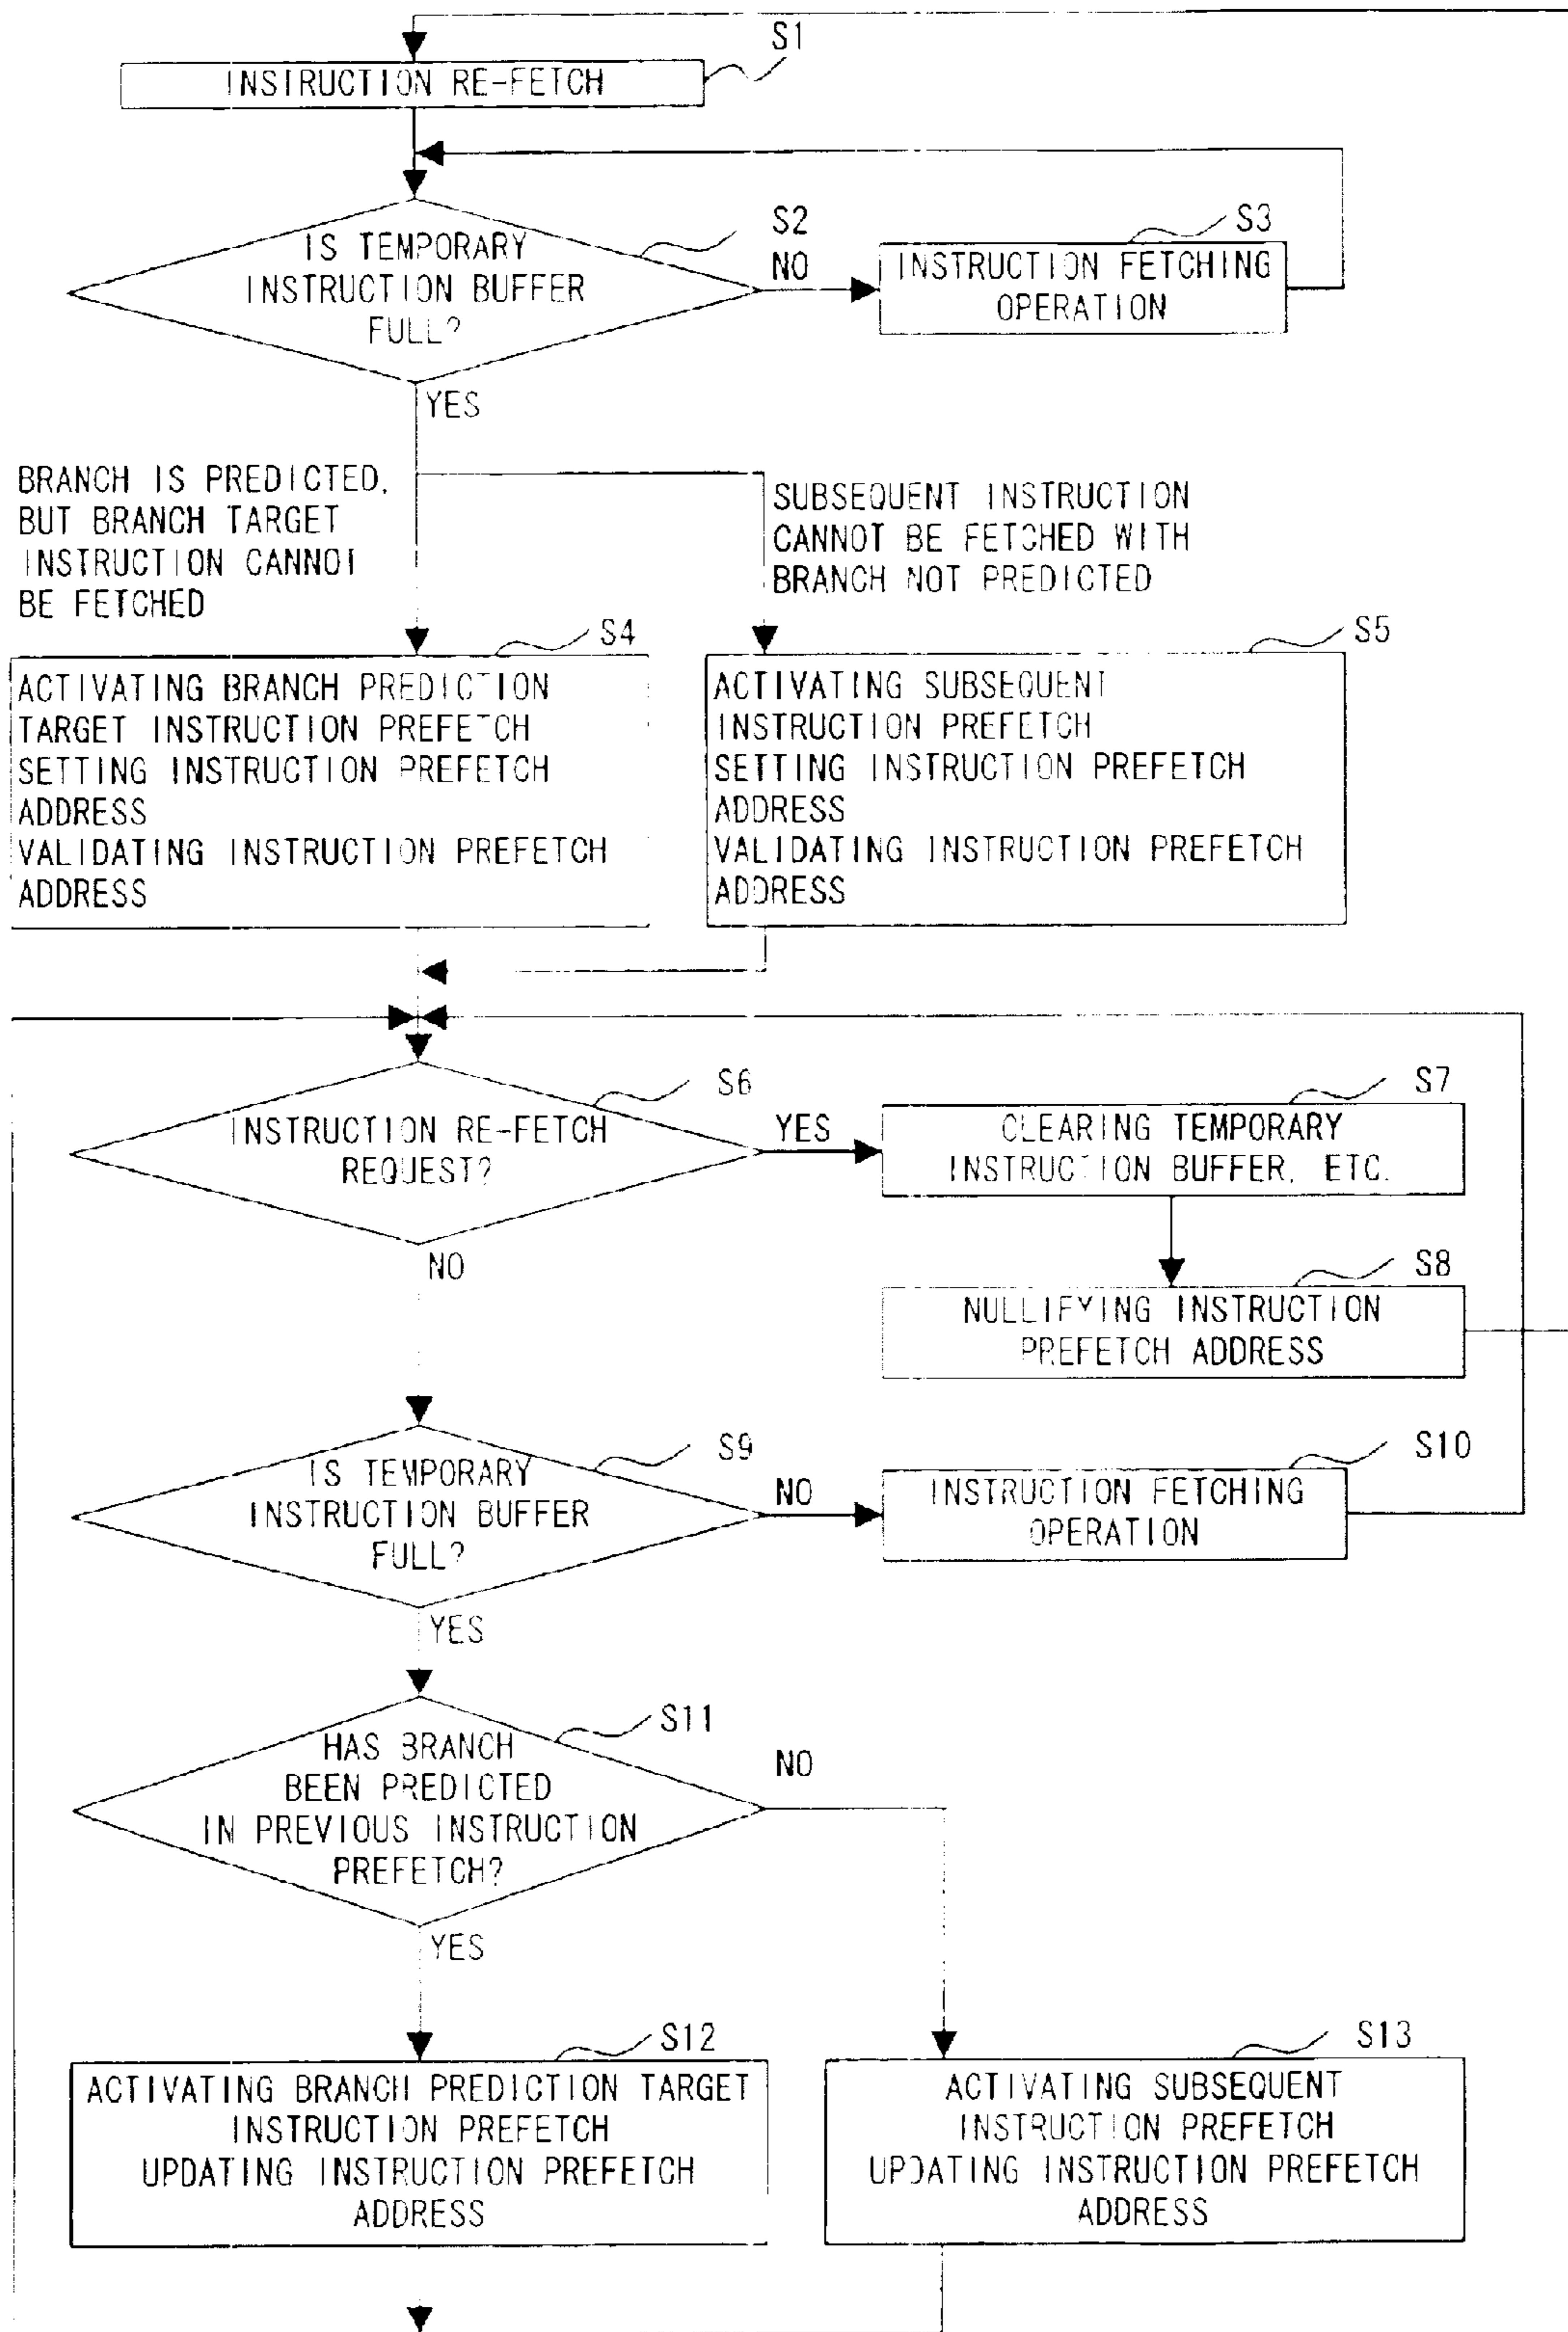 S1
INSTRUCTION RE-FETCH
IS TEMPORARY
INSTRUCTION BUFFER
FULL?
S2
NO
S3
INSTRUCTION FETCHING
OPERATION
YES
BRANCH IS PREDICTED,
BUT BRANCH TARGET
INSTRUCTION CANNOT
BE FETCHED
SUBSEQUENT INSTRUCTION
CANNOT BE FETCHED WITH
BRANCH NOT PREDICTED
S4
ACTIVATING BRANCH PREDICTION
TARGET INSTRUCTION PREFETCH
SETTING INSTRUCTION PREFETCH
ADDRESS
VALIDATING INSTRUCTION PREFETCH
ADDRESS
S5
ACTIVATING SUBSEQUENT
INSTRUCTION PREFETCH
SETTING INSTRUCTION PREFETCH
ADDRESS
VALIDATING INSTRUCTION PREFETCH
ADDRESS
S6
INSTRUCTION RE-FETCH
REQUEST?
YES
S7
CLEARING TEMPORARY
INSTRUCTION BUFFER, ETC.
NO
S8
NULLIFYING INSTRUCTION
PREFETCH ADDRESS
S9
IS TEMPORARY
INSTRUCTION BUFFER
FULL?
NO
S10
INSTRUCTION FETCHING
OPERATION
YES
S11
HAS BRANCH
BEEN PREDICTED
IN PREVIOUS INSTRUCTION
PREFETCH?
NO
YES
S12
ACTIVATING BRANCH PREDICTION TARGET
INSTRUCTION PREFETCH
UPDATING INSTRUCTION PREFETCH
ADDRESS
S13
ACTIVATING SUBSEQUENT
INSTRUCTION PREFETCH
UPDATING INSTRUCTION PREFETCH
ADDRESS